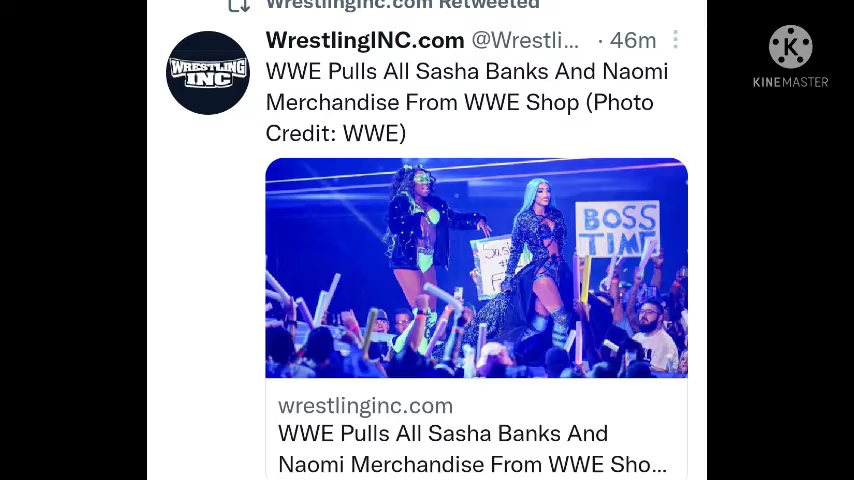 WrestlingInc.com Retweeted
WrestlingINC.com @Wrestli... · 46m
WRESTLING
INC
WWE Pulls All Sasha Banks And Naomi
Merchandise From WWE Shop (Photo
Credit: WWE)
KINEMASTER
BOSS
TIME
wrestlinginc.com
WWE Pulls All Sasha Banks And
Naomi Merchandise From WWE Sho...